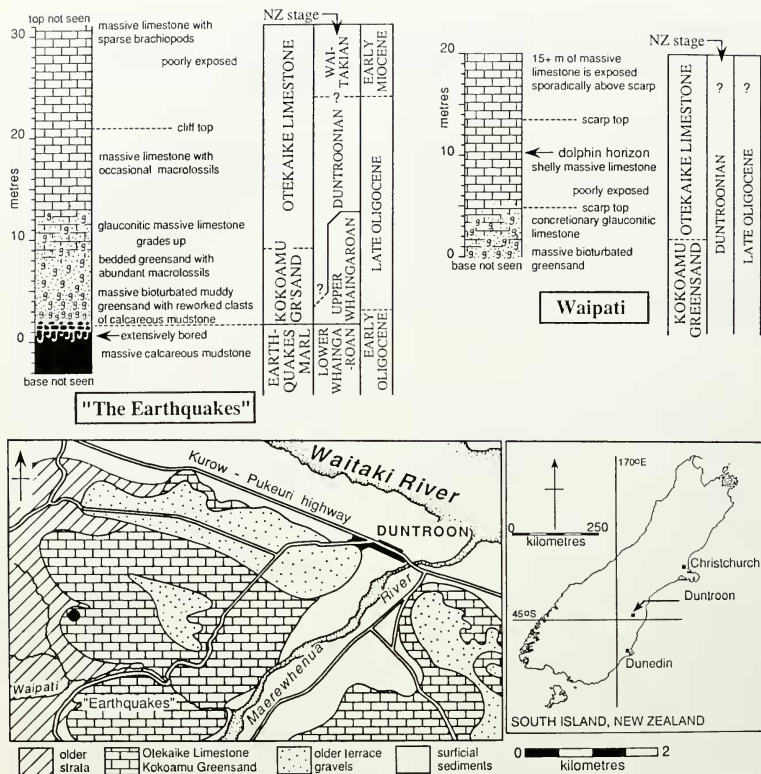 top not seen
30
20
10
0
metres
massive limestone with
sparse brachiopods
poorly exposed
cliff top
massive limestone with
occasional macrolossils
glauconitic massive limestone
grades up
bedded greensand with
abundant macrolossils
massive bioturbated muddy
greensand with reworked clasts
of calcareous mudstone
extensively bored
massive calcareous mudstone
base not seen
"The Earthquakes"
NZ stage
OTEKAIKE LIMESTONE
KOKOAMU
GR'SAND
EARTH-
QUAKES
MARL
WAI-
TAKIAN
?
DUNTROONIAN
?
UPPER
WHAINGAROAN
LOWER
WHAINGA
-ROAN
EARLY
MIOCENE
LATE OLIGOCENE
EARLY
OLIGOCENE
NZ stage
20
10
0
metres
15+ m of massive
limestone is exposed
sporadically above scarp
scarp top
dolphin horizon
shelly massive limestone
poorly exposed
scarp top
concretionary glauconitic
limestone
massive bioturbated
greensand
base not seen
Waipati
OTEKAIKE LIMESTONE
KOKOAMU
GREENSAND
?
DUNTROONIAN
?
LATE OLIGOCENE
Kurow - Pukeuri highway
Waitaki River
DUNTROON
Maerewhenua River
Waipati
"Earthquakes"
170ºE
0 250
kilometres
Christchurch
Duntroon
45ºS
Dunedin
SOUTH ISLAND, NEW ZEALAND
older
strata
Otekaike Limestone
Kokoamu Greensand
older terrace
gravels
surficial
sediments
0 2
kilometres